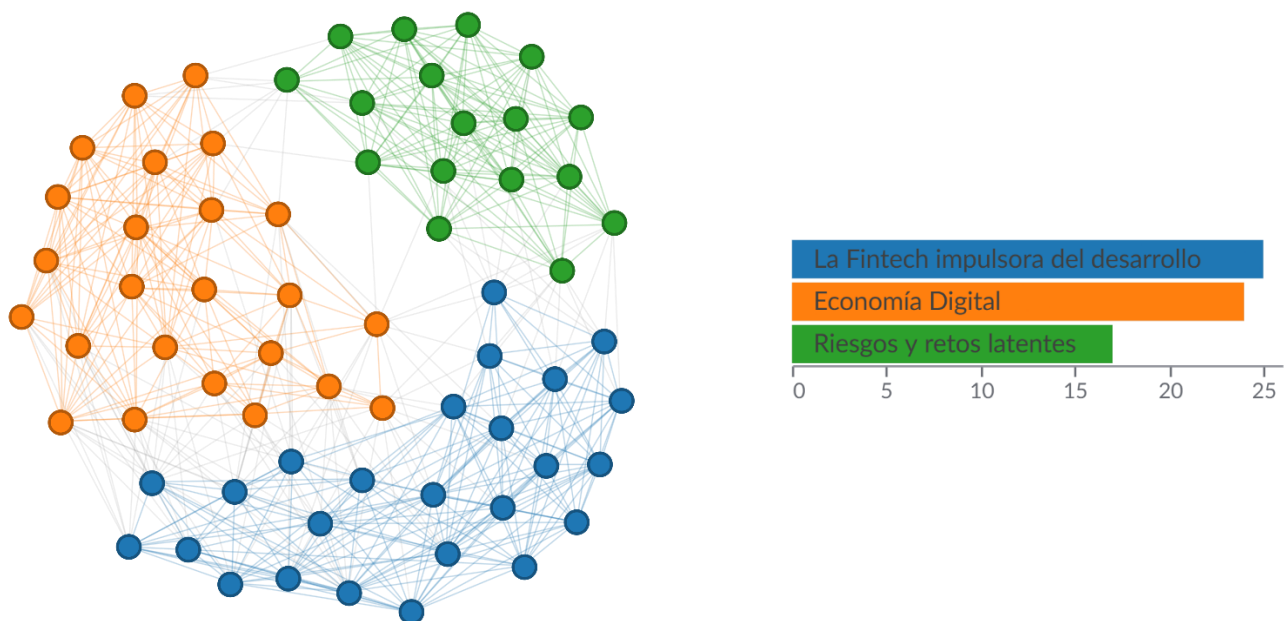 La Fintech impulsora del desarrollo
Economía Digital
Riesgos y retos latentes
0 5 10 15 20 25